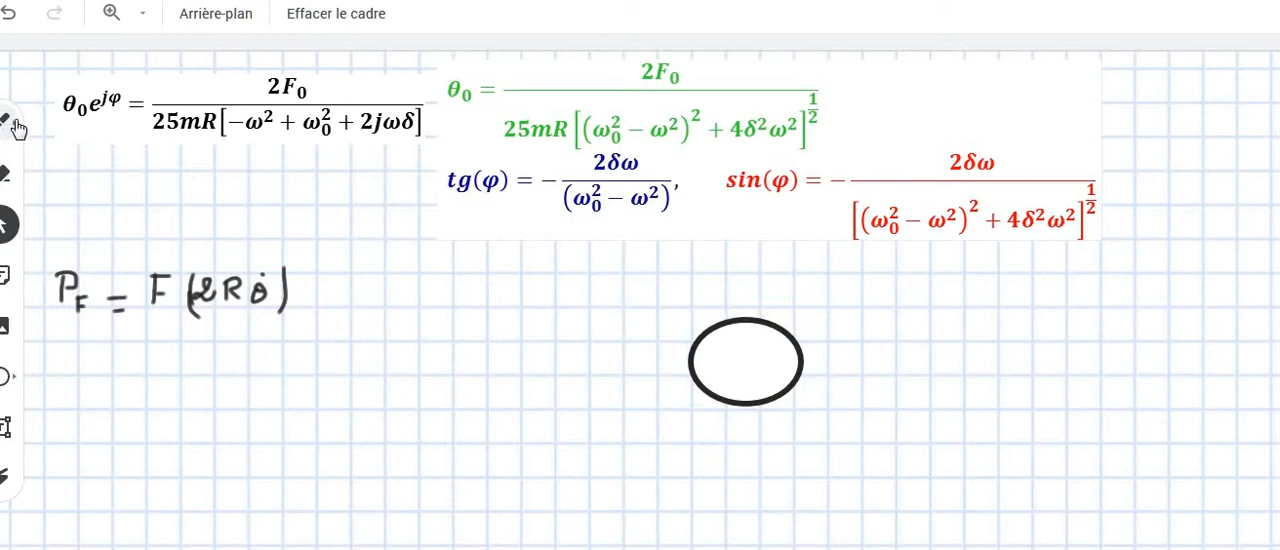 Arrière-plan Effacer le cadre
θ₀e^{jφ} = 2F₀ / 25mR[−ω² + ω₀² + 2jωδ]
θ₀ = 2F₀ / 25mR[(ω₀² − ω²)² + 4δ²ω²]^{1/2}
tg(φ) = − 2δω / (ω₀² − ω²), sin(φ) = − 2δω / [(ω₀² − ω²)² + 4δ²ω²]^{1/2}
P_F = F (2R θ̇)